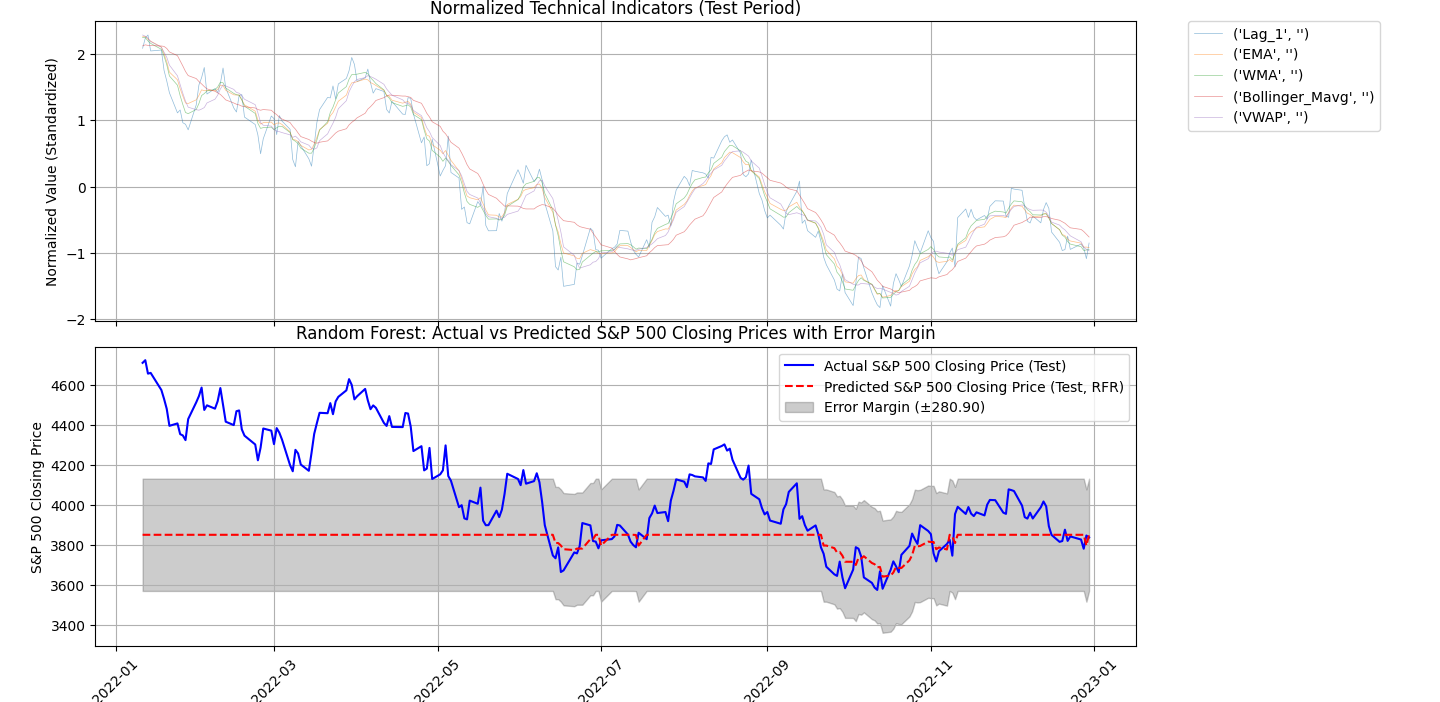 Normalized Technical Indicators (Test Period)
Normalized Value (Standardized)
2
1
0
−1
−2
('Lag_1', '')
('EMA', '')
('WMA', '')
('Bollinger_Mavg', '')
('VWAP', '')
Random Forest: Actual vs Predicted S&P 500 Closing Prices with Error Margin
S&P 500 Closing Price
4600
4400
4200
4000
3800
3600
3400
Actual S&P 500 Closing Price (Test)
Predicted S&P 500 Closing Price (Test, RFR)
Error Margin (±280.90)
2022-01
2022-03
2022-05
2022-07
2022-09
2022-11
2023-01